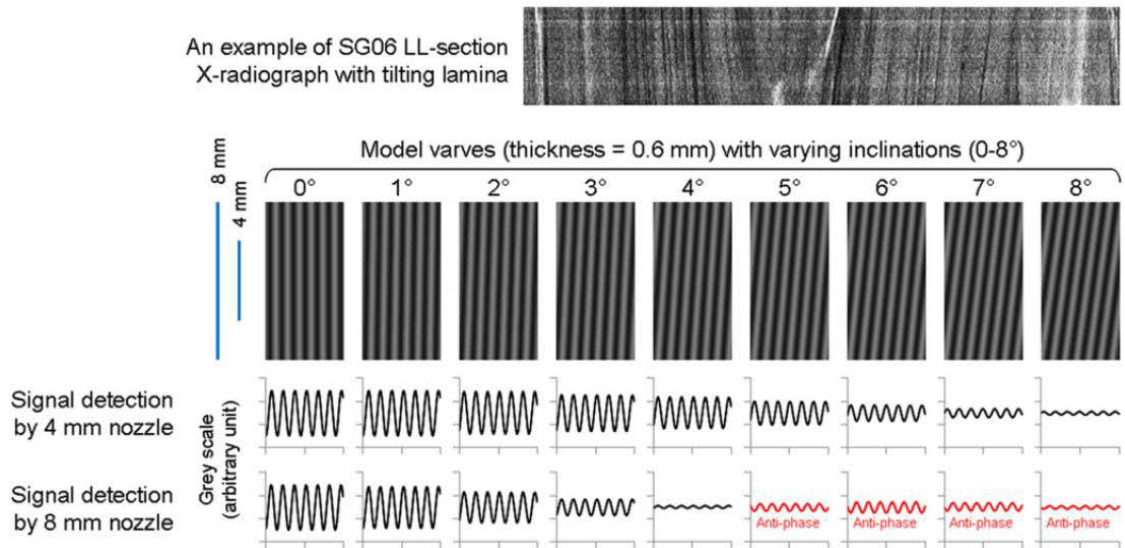 An example of SG06 LL-section
X-radiograph with tilting lamina
Model varves (thickness = 0.6 mm) with varying inclinations (0-8°)
8 mm
4 mm
0°
1°
2°
3°
4°
5°
6°
7°
8°
Signal detection
by 4 mm nozzle
Grey scale
(arbitrary unit)
Signal detection
by 8 mm nozzle
Anti-phase
Anti-phase
Anti-phase
Anti-phase